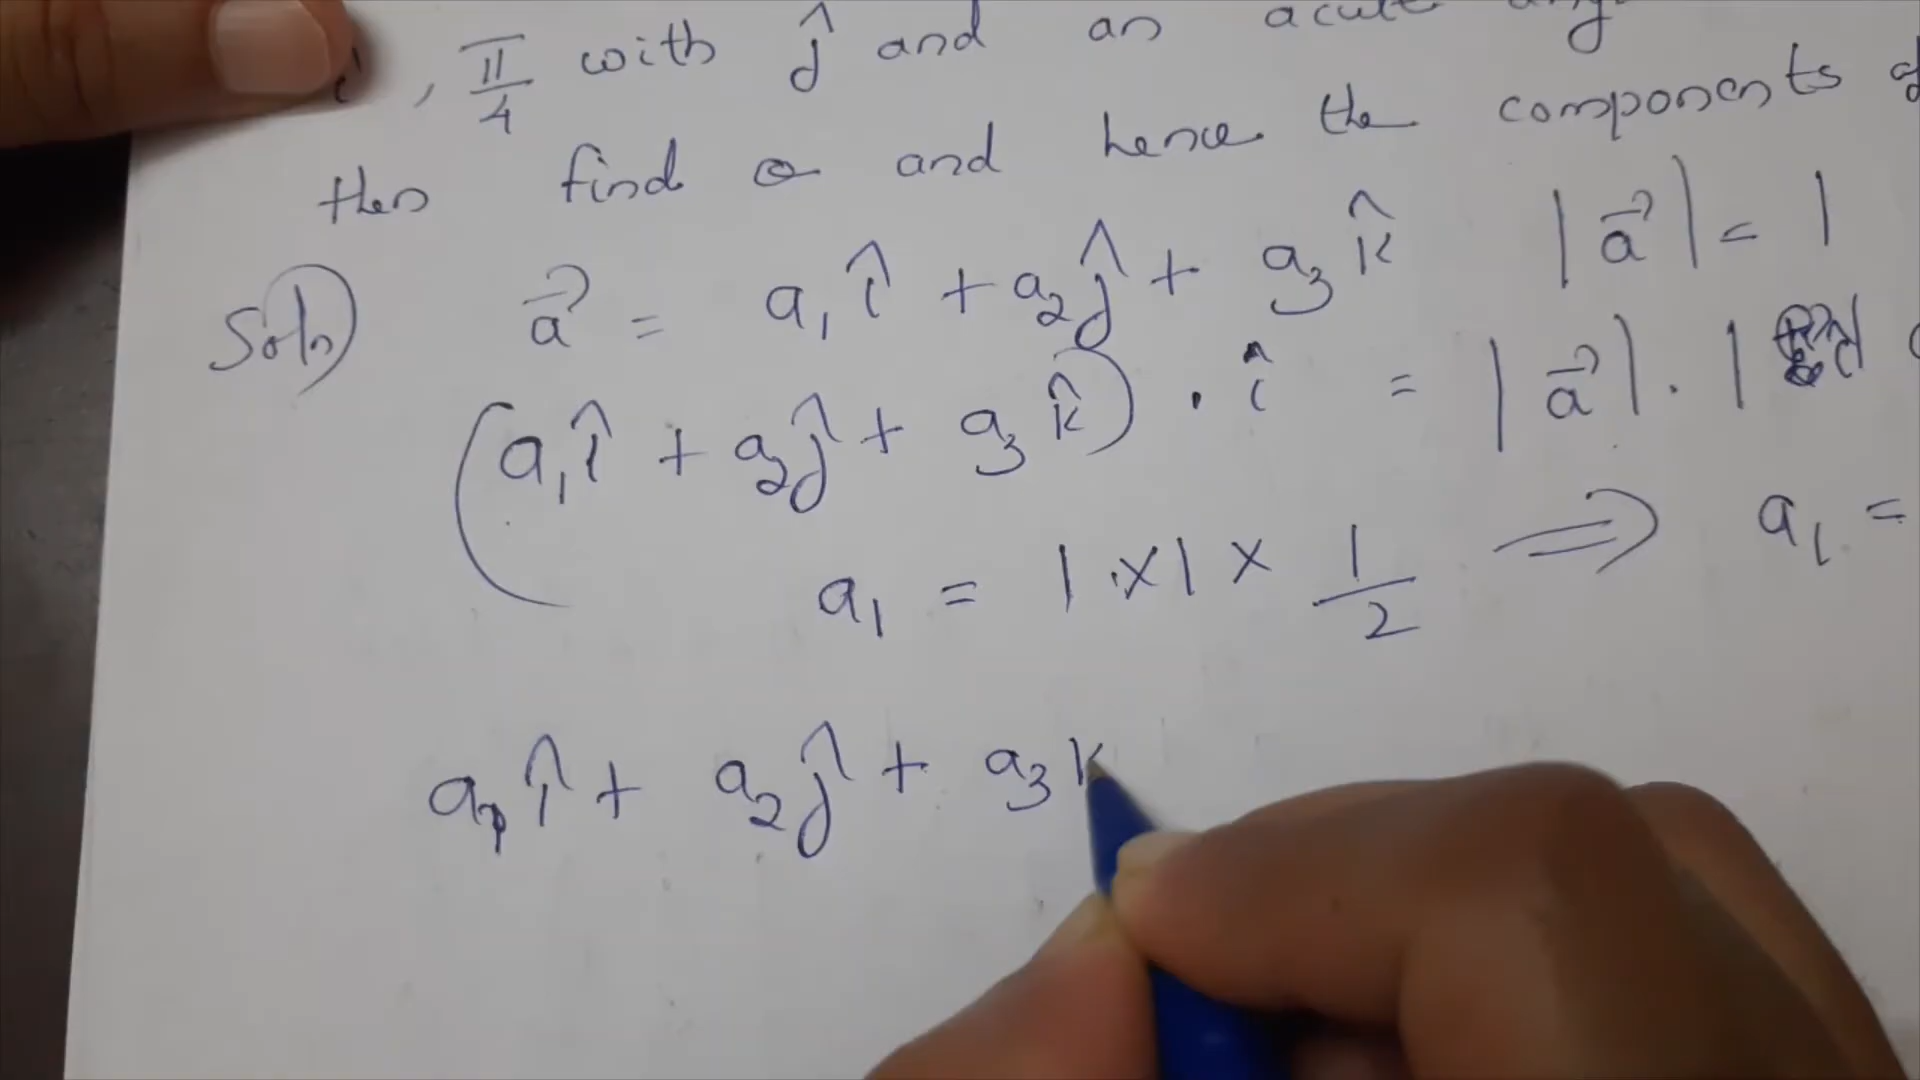 , π/4 with ĵ and an acute
then find θ and hence the components of
Soln) a⃗ = a₁î + a₂ĵ + a₃k̂ |a⃗| = 1
(a₁î + a₂ĵ + a₃k̂) . î = |a⃗| . |
a₁ = 1 × 1 × 1/2 ⟹ a₁ =
a₁î + a₂ĵ + a₃k